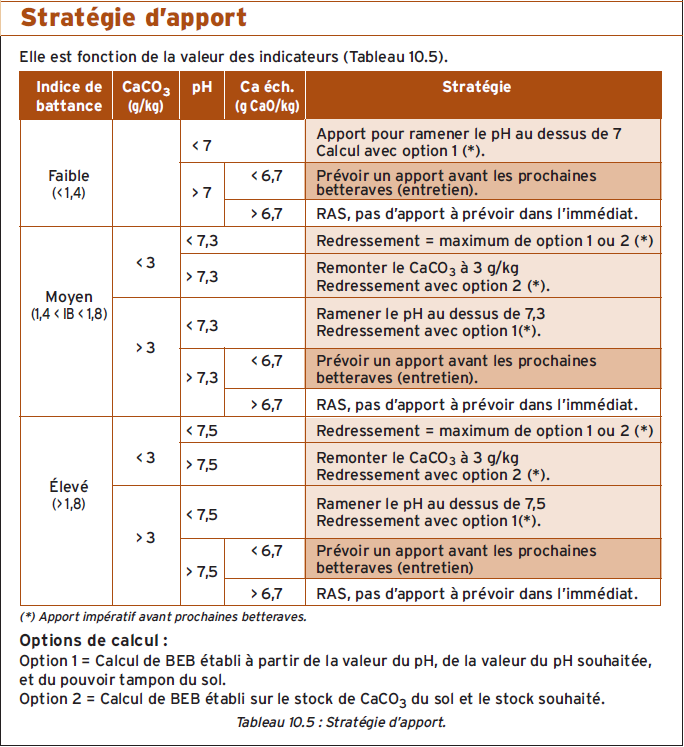 Stratégie d'apport
Elle est fonction de la valeur des indicateurs (Tableau 10.5).
Indice de battance CaCO₃ (g/kg) pH Ca éch. (g CaO/kg) Stratégie
Faible (<1,4)
< 7
Apport pour ramener le pH au dessus de 7
Calcul avec option 1 (*).
> 7
< 6,7
Prévoir un apport avant les prochaines
betteraves (entretien).
> 6,7
RAS, pas d'apport à prévoir dans l'immédiat.
Moyen (1,4 < IB < 1,8)
< 3
< 7,3
Redressement = maximum de option 1 ou 2 (*)
> 7,3
Remonter le CaCO₃ à 3 g/kg
Redressement avec option 2 (*).
> 3
< 7,3
Ramener le pH au dessus de 7,3
Redressement avec option 1(*).
> 7,3
< 6,7
Prévoir un apport avant les prochaines
betteraves (entretien).
> 6,7
RAS, pas d'apport à prévoir dans l'immédiat.
Élevé (>1,8)
< 3
< 7,5
Redressement = maximum de option 1 ou 2 (*)
> 7,5
Remonter le CaCO₃ à 3 g/kg
Redressement avec option 2 (*).
> 3
< 7,5
Ramener le pH au dessus de 7,5
Redressement avec option 1(*).
> 7,5
< 6,7
Prévoir un apport avant les prochaines
betteraves (entretien)
> 6,7
RAS, pas d'apport à prévoir dans l'immédiat.
(*) Apport impératif avant prochaines betteraves.
Options de calcul :
Option 1 = Calcul de BEB établi à partir de la valeur du pH, de la valeur du pH souhaitée,
et du pouvoir tampon du sol.
Option 2 = Calcul de BEB établi sur le stock de CaCO₃ du sol et le stock souhaité.
Tableau 10.5 : Stratégie d'apport.